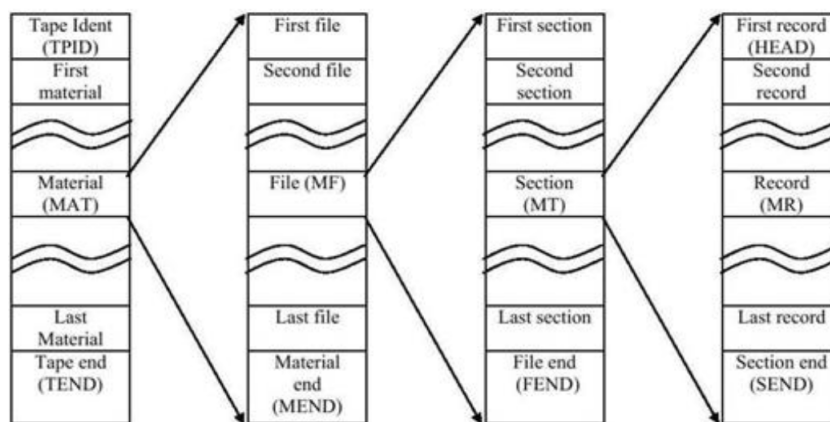 Tape Ident
(TPID)
First
material
Material
(MAT)
Last
Material
Tape end
(TEND)
First file
Second file
File (MF)
Last file
Material
end
(MEND)
First section
Second
section
Section
(MT)
Last section
File end
(FEND)
First record
(HEAD)
Second
record
Record
(MR)
Last record
Section end
(SEND)